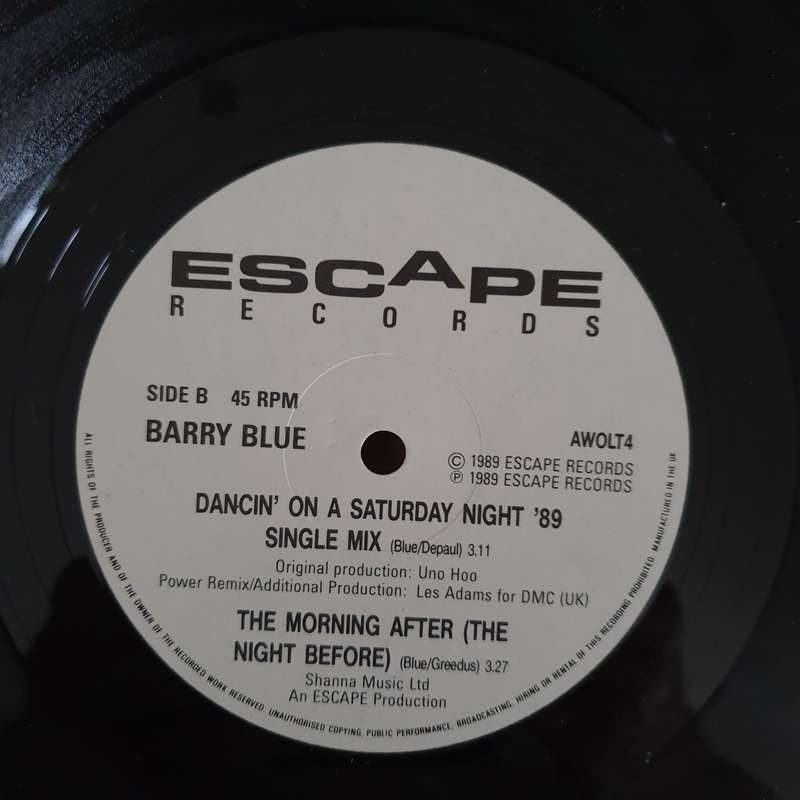 ESCAPE
RECORDS
SIDE B 45 RPM
BARRY BLUE
AWOLT4
© 1989 ESCAPE RECORDS
℗ 1989 ESCAPE RECORDS
DANCIN' ON A SATURDAY NIGHT '89
SINGLE MIX (Blue/Depaul) 3.11
Original production: Uno Hoo
Power Remix/Additional Production: Les Adams for DMC (UK)
THE MORNING AFTER (THE
NIGHT BEFORE) (Blue/Greedus) 3.27
Shanna Music Ltd
An ESCAPE Production
ALL RIGHTS OF THE PRODUCER AND OF THE OWNER OF THE RECORDED WORK RESERVED. UNAUTHORISED COPYING, PUBLIC PERFORMANCE, BROADCASTING, HIRING OR RENTAL OF THIS RECORDING PROHIBITED. MANUFACTURED IN THE UK